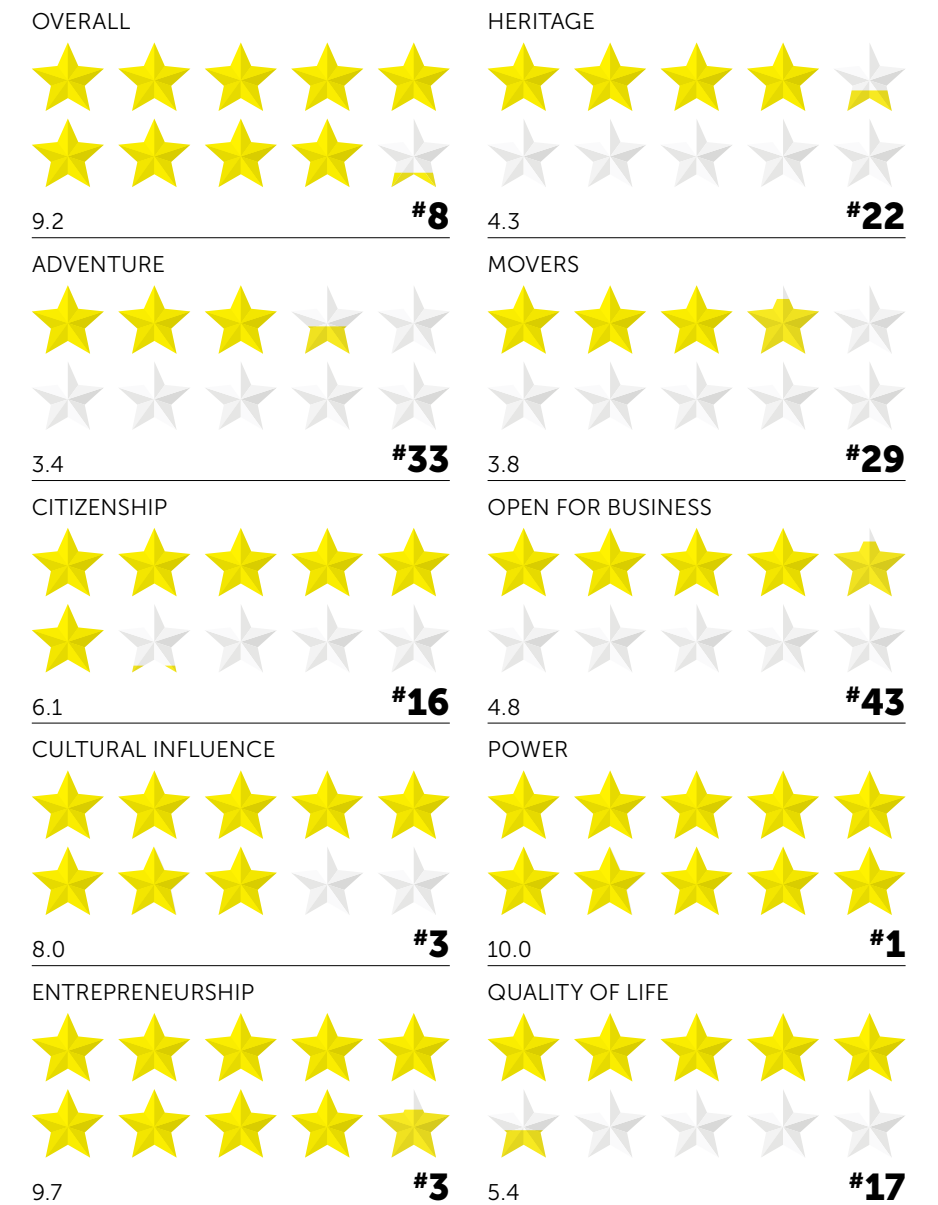 OVERALL
9.2 #8
HERITAGE
4.3 #22
ADVENTURE
3.4 #33
MOVERS
3.8 #29
CITIZENSHIP
6.1 #16
OPEN FOR BUSINESS
4.8 #43
CULTURAL INFLUENCE
8.0 #3
POWER
10.0 #1
ENTREPRENEURSHIP
9.7 #3
QUALITY OF LIFE
5.4 #17